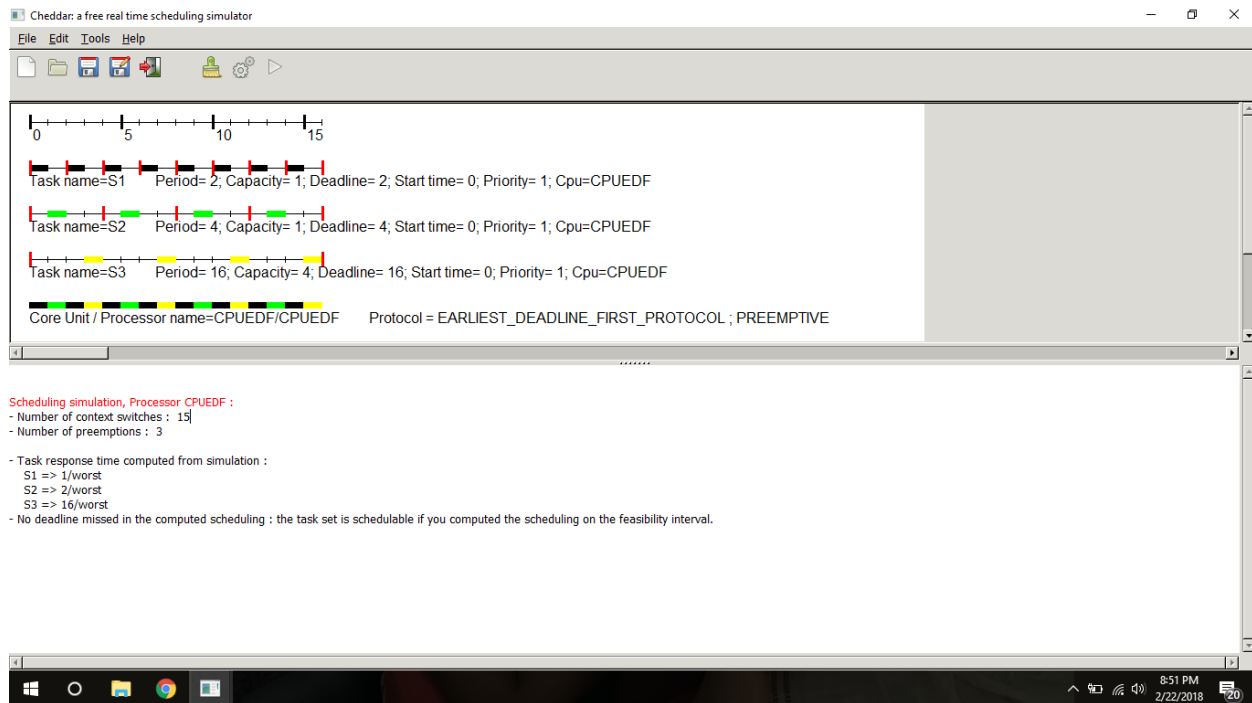 Cheddar: a free real time scheduling simulator
File Edit Tools Help
0 5 10 15
Task name=S1 Period= 2; Capacity= 1; Deadline= 2; Start time= 0; Priority= 1; Cpu=CPUEDF
Task name=S2 Period= 4; Capacity= 1; Deadline= 4; Start time= 0; Priority= 1; Cpu=CPUEDF
Task name=S3 Period= 16; Capacity= 4; Deadline= 16; Start time= 0; Priority= 1; Cpu=CPUEDF
Core Unit / Processor name=CPUEDF/CPUEDF Protocol = EARLIEST_DEADLINE_FIRST_PROTOCOL ; PREEMPTIVE
Scheduling simulation, Processor CPUEDF :
- Number of context switches : 15
- Number of preemptions : 3
- Task response time computed from simulation :
S1 => 1/worst
S2 => 2/worst
S3 => 16/worst
- No deadline missed in the computed scheduling : the task set is schedulable if you computed the scheduling on the feasibility interval.
8:51 PM
2/22/2018
20